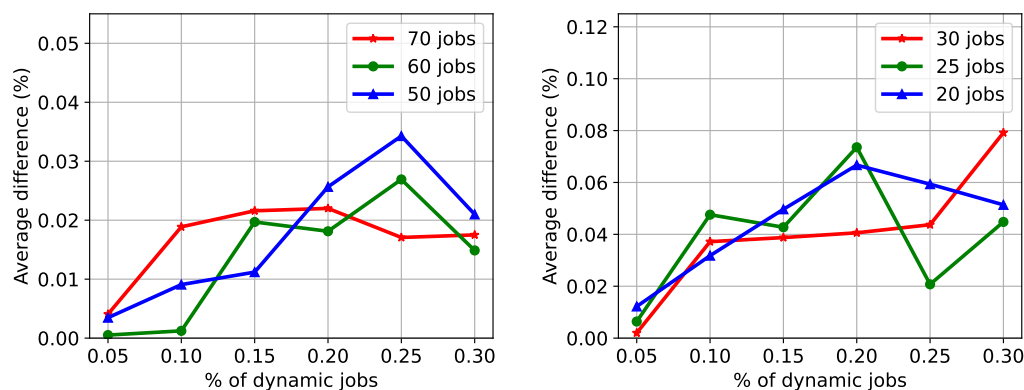 Average difference (%)
0.05
0.04
0.03
0.02
0.01
0.00
70 jobs
60 jobs
50 jobs
0.05 0.10 0.15 0.20 0.25 0.30
% of dynamic jobs
Average difference (%)
0.12
0.10
0.08
0.06
0.04
0.02
0.00
30 jobs
25 jobs
20 jobs
0.05 0.10 0.15 0.20 0.25 0.30
% of dynamic jobs